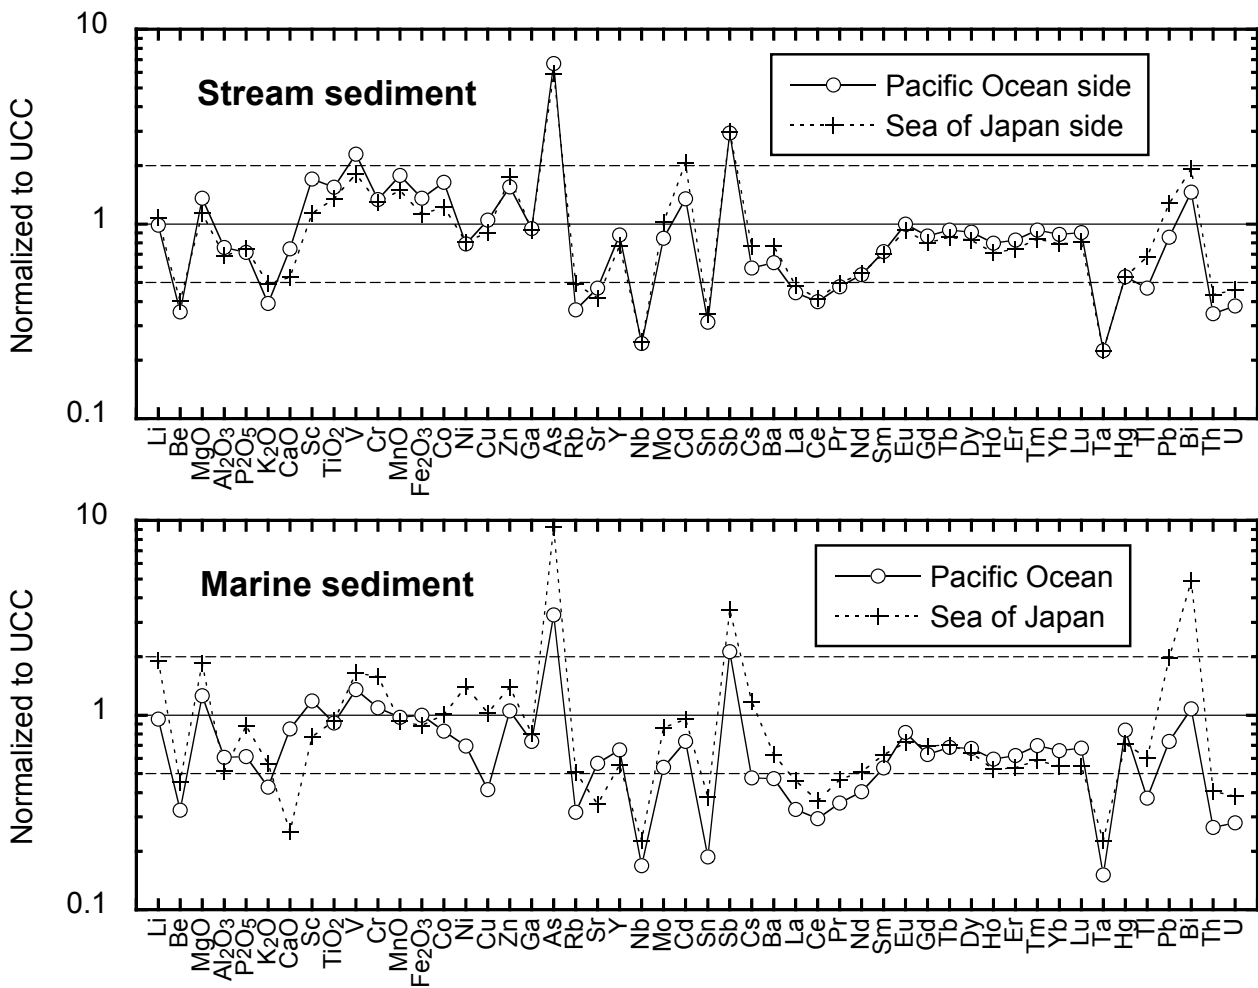 10
Stream sediment
Pacific Ocean side
Sea of Japan side
Normalized to UCC
1
0.1
Li Be MgO Al2O3 P2O5 K2O CaO Sc TiO2 V Cr MnO Fe2O3 Co Ni Cu Zn Ga As Rb Sr Y Nb Mo Cd Sn Sb Cs Ba La Ce Pr Nd Sm Eu Gd Tb Dy Ho Er Tm Yb Lu Ta Hg Tl Pb Bi Th U
10
Marine sediment
Pacific Ocean
Sea of Japan
Normalized to UCC
1
0.1
Li Be MgO Al2O3 P2O5 K2O CaO Sc TiO2 V Cr MnO Fe2O3 Co Ni Cu Zn Ga As Rb Sr Y Nb Mo Cd Sn Sb Cs Ba La Ce Pr Nd Sm Eu Gd Tb Dy Ho Er Tm Yb Lu Ta Hg Tl Pb Bi Th U